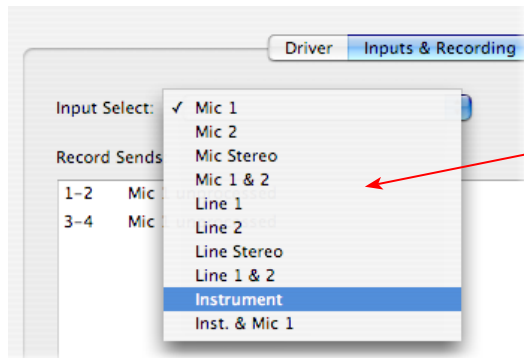 Driver Inputs & Recording
Input Select: ✓ Mic 1
Mic 2
Record Sends Mic Stereo
Mic 1 & 2
1-2 Mic
Line 1
3-4 Mic
Line 2
Line Stereo
Line 1 & 2
Instrument
Inst. & Mic 1